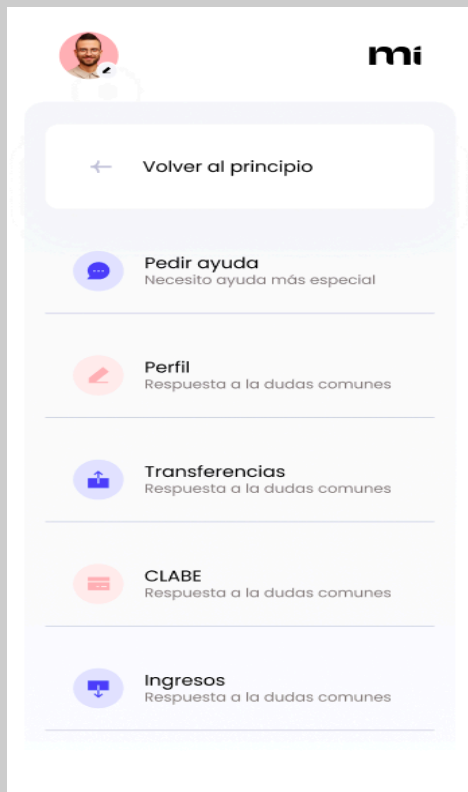 mi
Volver al principio
Pedir ayuda
Necesito ayuda más especial
Perfil
Respuesta a la dudas comunes
Transferencias
Respuesta a la dudas comunes
CLABE
Respuesta a la dudas comunes
Ingresos
Respuesta a la dudas comunes